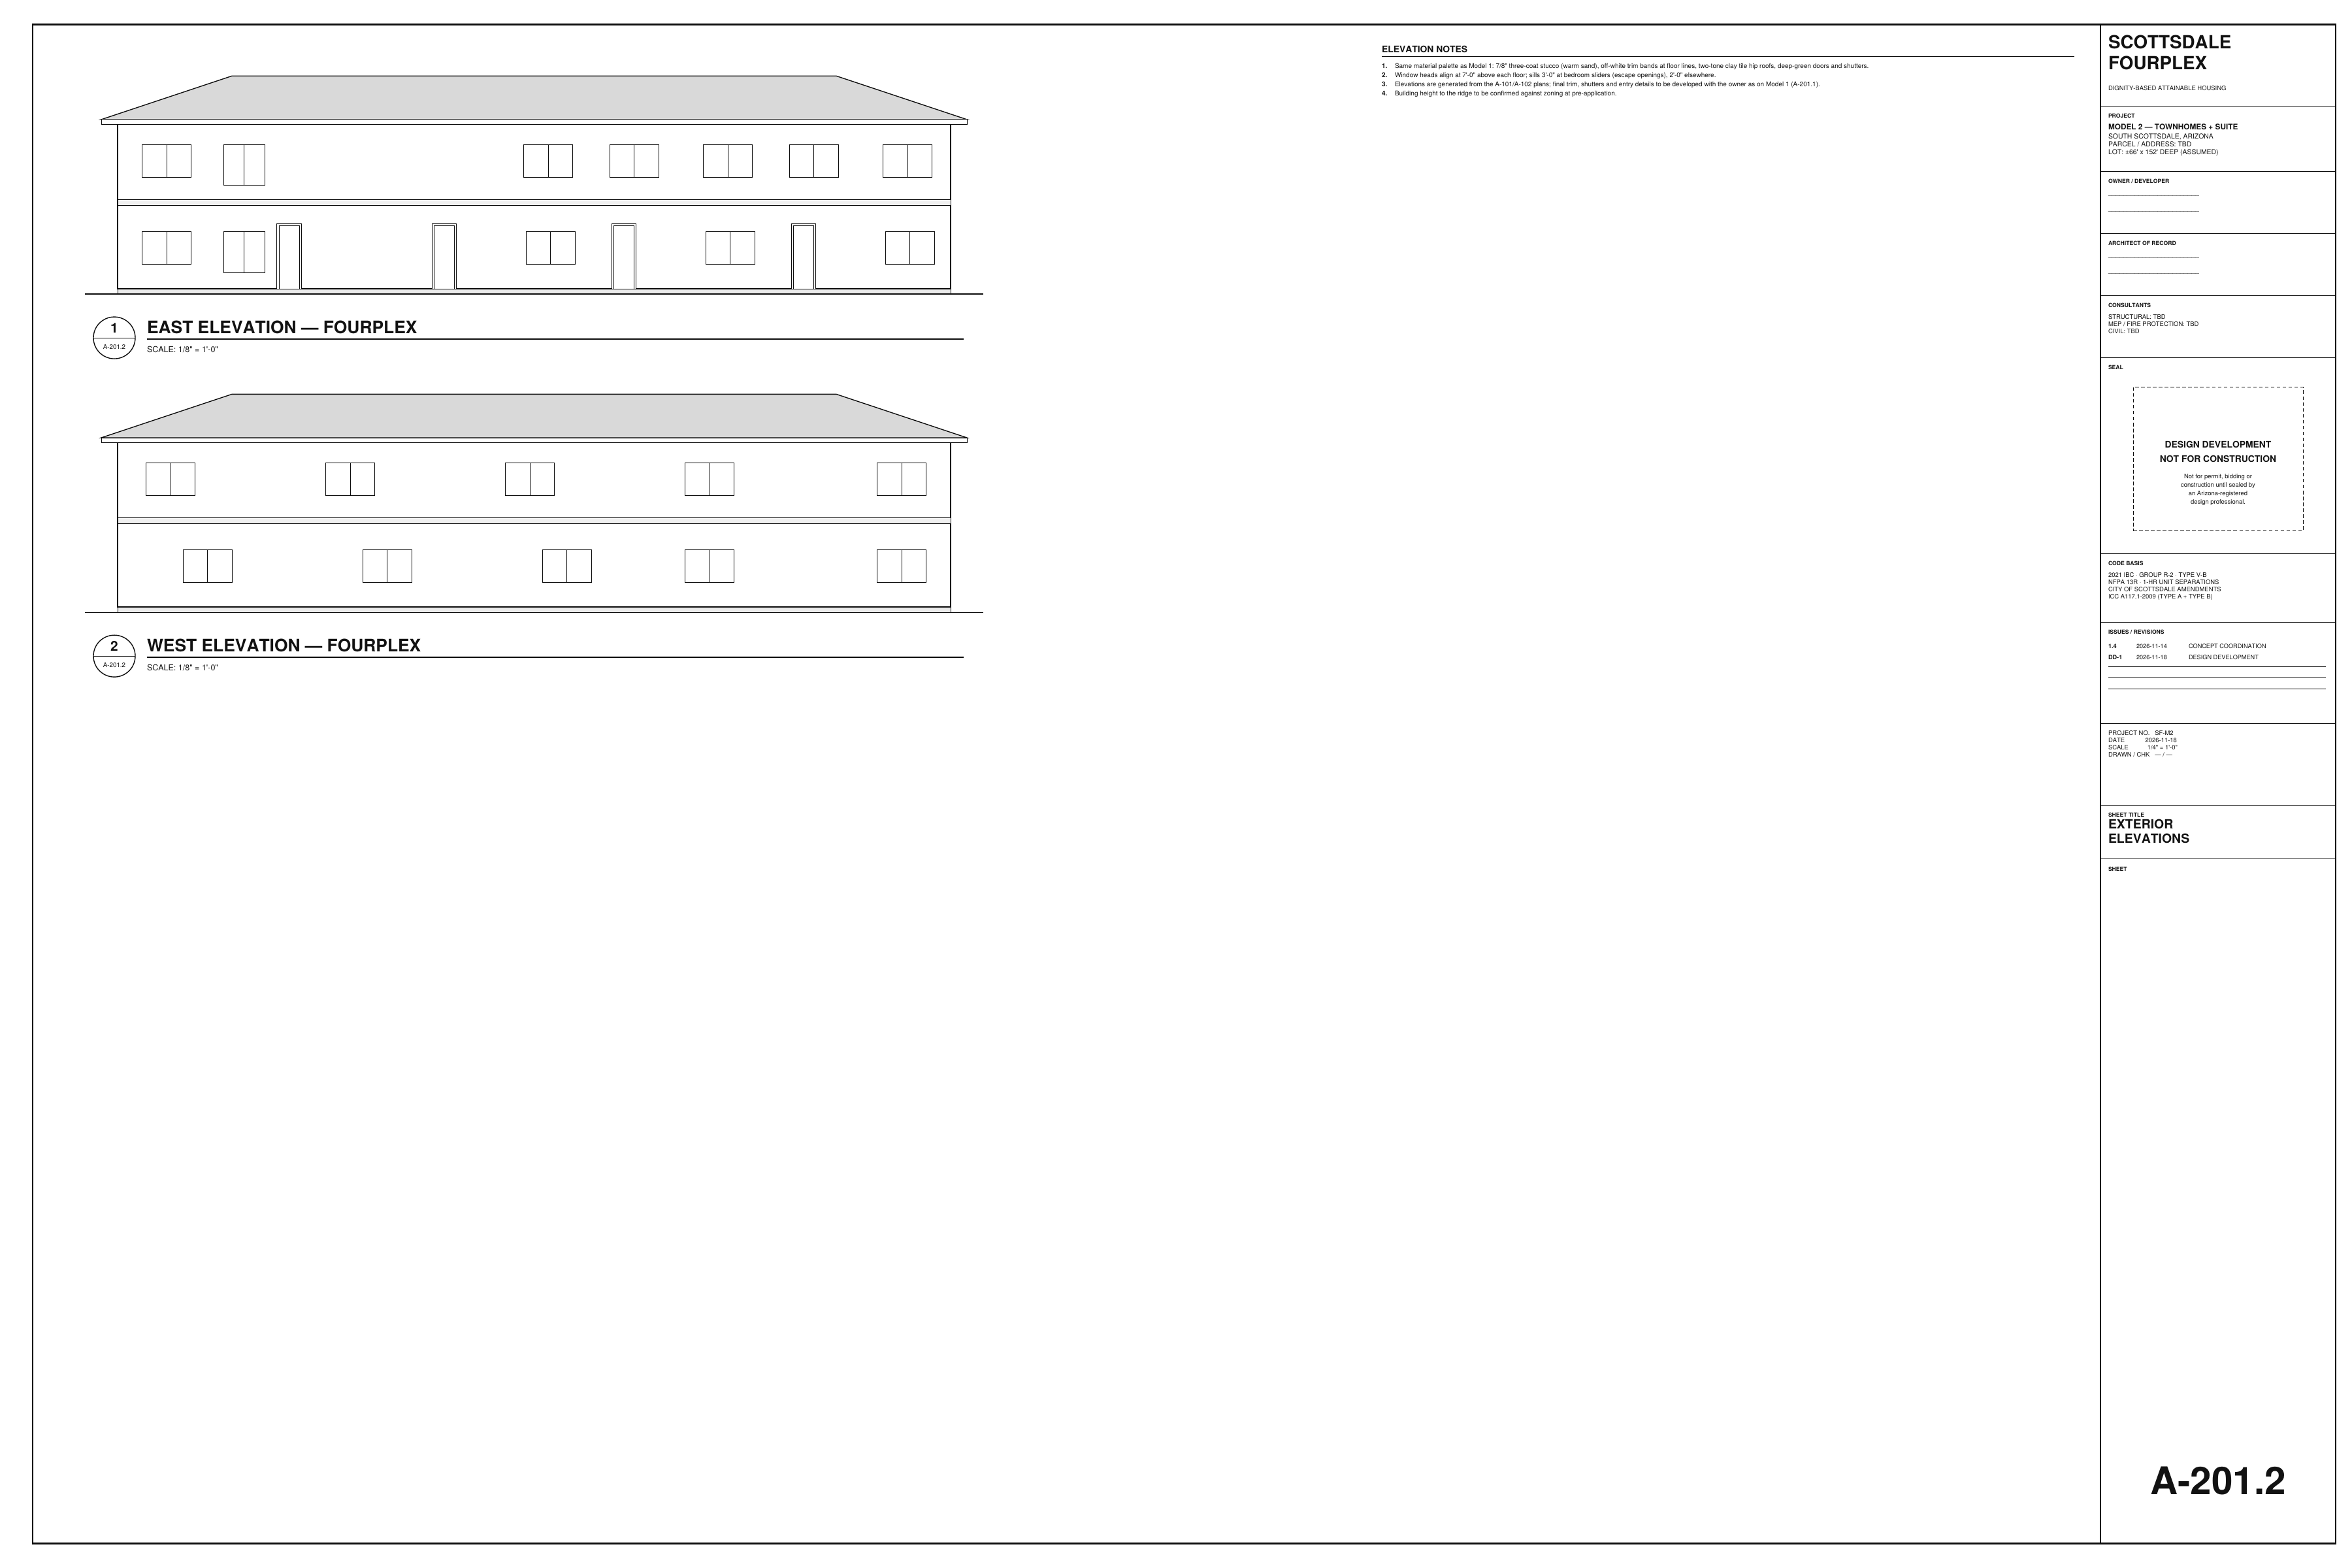 ELEVATION NOTES
1. Same material palette as Model 1: 7/8" three-coat stucco (warm sand), off-white trim bands at floor lines, two-tone clay tile hip roofs, deep-green doors and shutters.
2. Window heads align at 7'-0" above each floor; sills 3'-0" at bedroom sliders (escape openings), 2'-0" elsewhere.
3. Elevations are generated from the A-101/A-102 plans; final trim, shutters and entry details to be developed with the owner as on Model 1 (A-201.1).
4. Building height to the ridge to be confirmed against zoning at pre-application.
1
A-201.2
EAST ELEVATION — FOURPLEX
SCALE: 1/8" = 1'-0"
2
A-201.2
WEST ELEVATION — FOURPLEX
SCALE: 1/8" = 1'-0"
SCOTTSDALE
FOURPLEX
DIGNITY-BASED ATTAINABLE HOUSING
PROJECT
MODEL 2 — TOWNHOMES + SUITE
SOUTH SCOTTSDALE, ARIZONA
PARCEL / ADDRESS: TBD
LOT: ±66' x 152' DEEP (ASSUMED)
OWNER / DEVELOPER
ARCHITECT OF RECORD
CONSULTANTS
STRUCTURAL: TBD
MEP / FIRE PROTECTION: TBD
CIVIL: TBD
SEAL
DESIGN DEVELOPMENT
NOT FOR CONSTRUCTION
Not for permit, bidding or
construction until sealed by
an Arizona-registered
design professional.
CODE BASIS
2021 IBC · GROUP R-2 · TYPE V-B
NFPA 13R · 1-HR UNIT SEPARATIONS
CITY OF SCOTTSDALE AMENDMENTS
ICC A117.1-2009 (TYPE A + TYPE B)
ISSUES / REVISIONS
1.4 2026-11-14 CONCEPT COORDINATION
DD-1 2026-11-18 DESIGN DEVELOPMENT
PROJECT NO. SF-M2
DATE 2026-11-18
SCALE 1/4" = 1'-0"
DRAWN / CHK — / —
SHEET TITLE
EXTERIOR
ELEVATIONS
SHEET
A-201.2